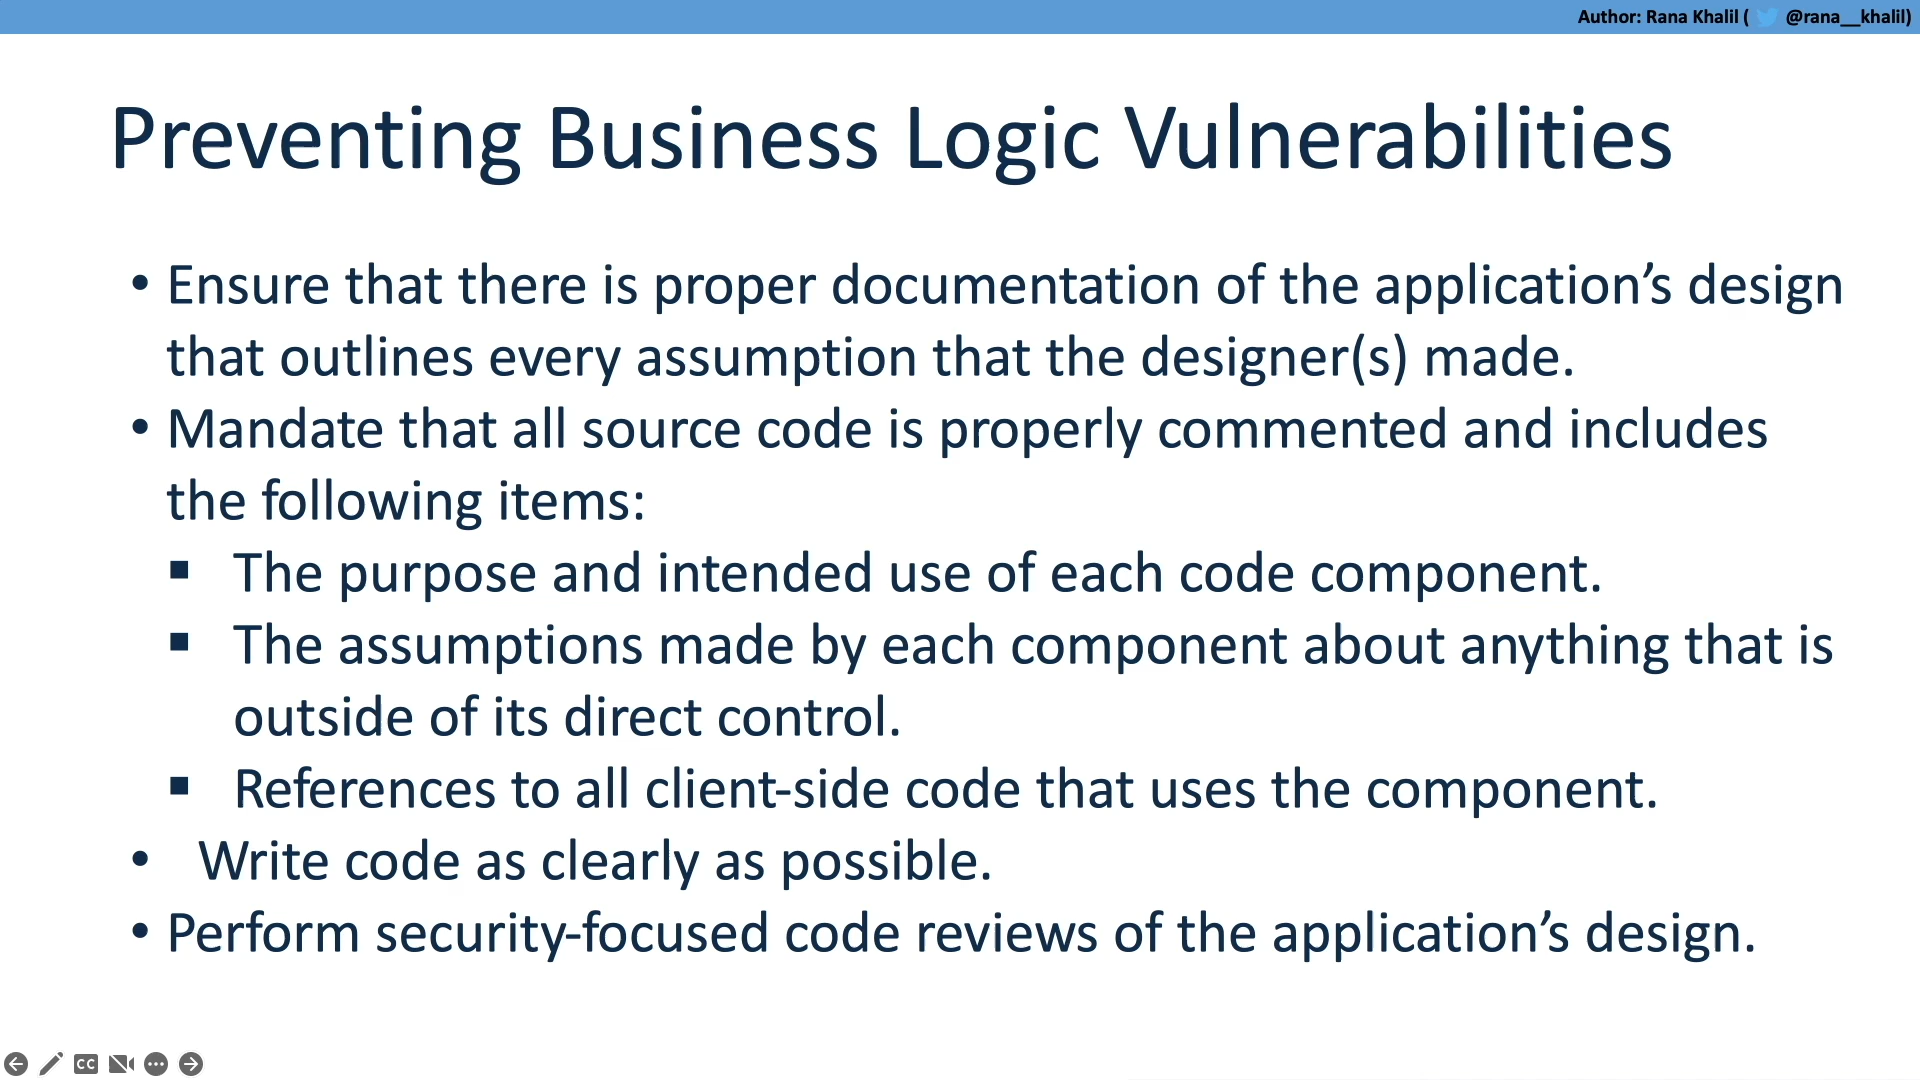 Author: Rana Khalil ( @rana__khalil)
Preventing Business Logic Vulnerabilities
• Ensure that there is proper documentation of the application’s design
that outlines every assumption that the designer(s) made.
• Mandate that all source code is properly commented and includes
the following items:
▪ The purpose and intended use of each code component.
▪ The assumptions made by each component about anything that is
outside of its direct control.
▪ References to all client-side code that uses the component.
• Write code as clearly as possible.
• Perform security-focused code reviews of the application’s design.
CC